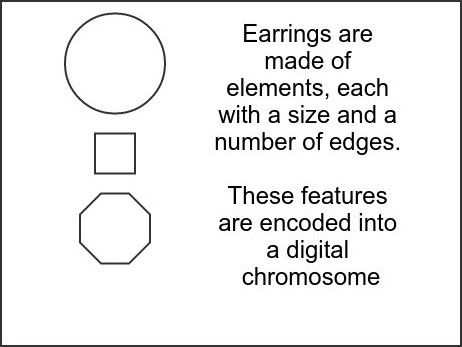 Earrings are
made of
elements, each
with a size and a
number of edges.
These features
are encoded into
a digital
chromosome